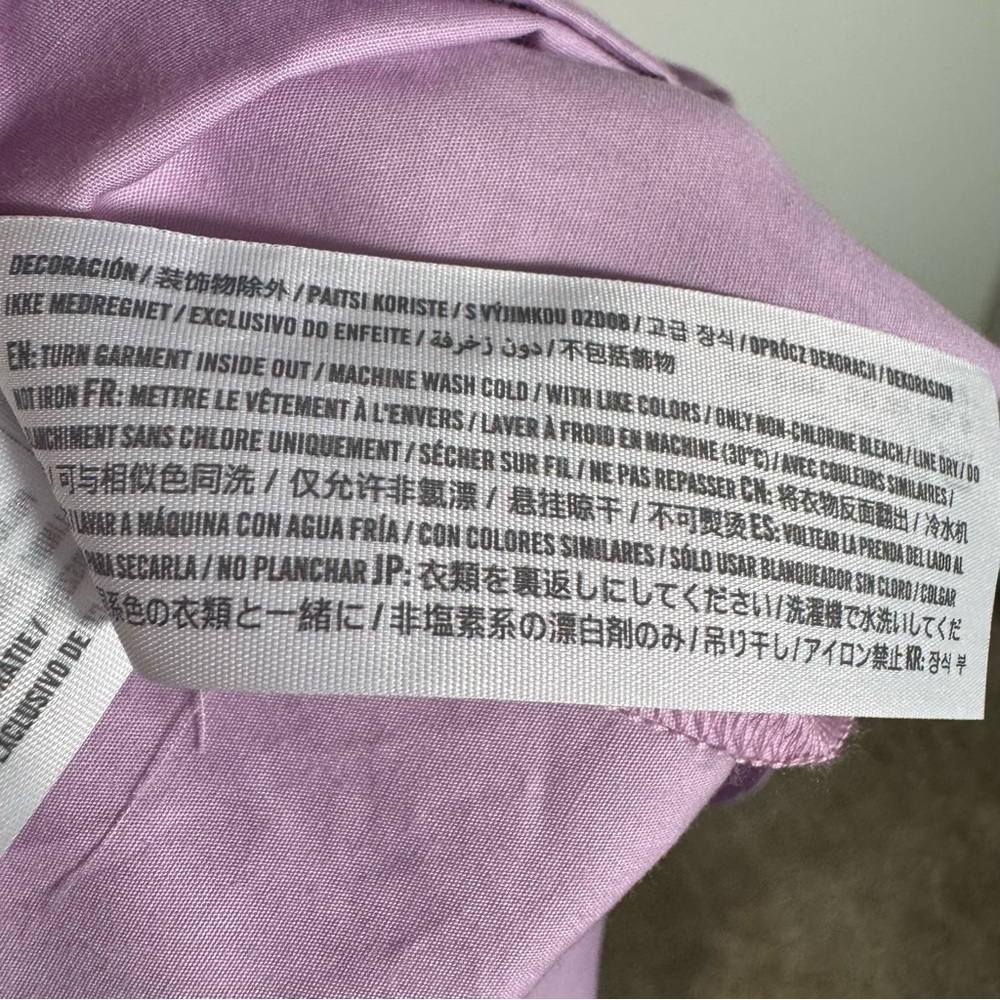 DECORACIÓN / 装饰物除外 / PAITSI KORISTE / S VÝJIMKOU OZDOB / 고급 장식 / OPRÓCZ DEKORACJI / DEKORASION
IKKE MEDREGNET / EXCLUSIVO DO ENFEITE / دون زخرفة / 不包括飾物
EN: TURN GARMENT INSIDE OUT / MACHINE WASH COLD / WITH LIKE COLORS / ONLY NON-CHLORINE BLEACH / LINE DRY / DO
NOT IRON FR: METTRE LE VÊTEMENT À L'ENVERS / LAVER À FROID EN MACHINE (30°C) / AVEC COULEURS SIMILAIRES /
ANCHIMENT SANS CHLORE UNIQUEMENT / SÉCHER SUR FIL / NE PAS REPASSER CN: 将衣物反面翻出 / 冷水机
/ 可与相似色同洗 / 仅允许非氯漂 / 悬挂晾干 / 不可熨烫 ES: VOLTEAR LA PRENDA DEL LADO AL
/ LAVAR A MÁQUINA CON AGUA FRÍA / CON COLORES SIMILARES / SÓLO USAR BLANQUEADOR SIN CLORO / COLGAR
PARA SECARLA / NO PLANCHAR JP: 衣類を裏返しにしてください / 洗濯機で水洗いしてくだ
系色の衣類と一緒に / 非塩素系の漂白剤のみ / 吊り干し / アイロン禁止 KR: 장식 부
RATIE /
EXCLUSIVO DE